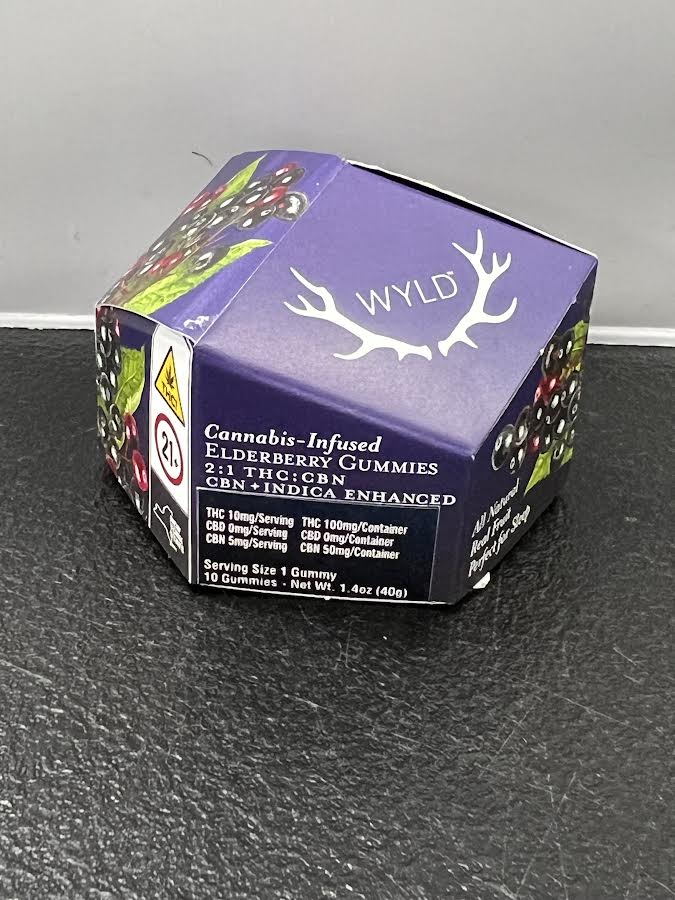 WYLD™
THC!
21+
Cannabis-Infused
ELDERBERRY GUMMIES
2:1 THC:CBN
CBN+INDICA ENHANCED
THC 10mg/Serving THC 100mg/Container
CBD 0mg/Serving CBD 0mg/Container
CBN 5mg/Serving CBN 50mg/Container
Serving Size 1 Gummy
10 Gummies · Net Wt. 1.4oz (40g)
All Natural
Real Fruit
Perfect for Sleep